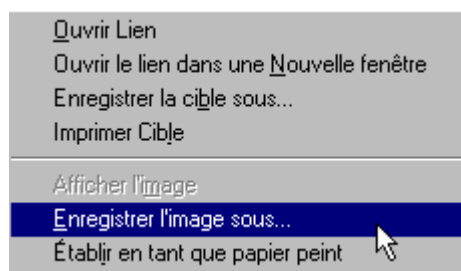 Ouvrir Lien
Ouvrir le lien dans une Nouvelle fenêtre
Enregistrer la cible sous...
Imprimer Cible
Afficher l'image
Enregistrer l'image sous...
Établir en tant que papier peint